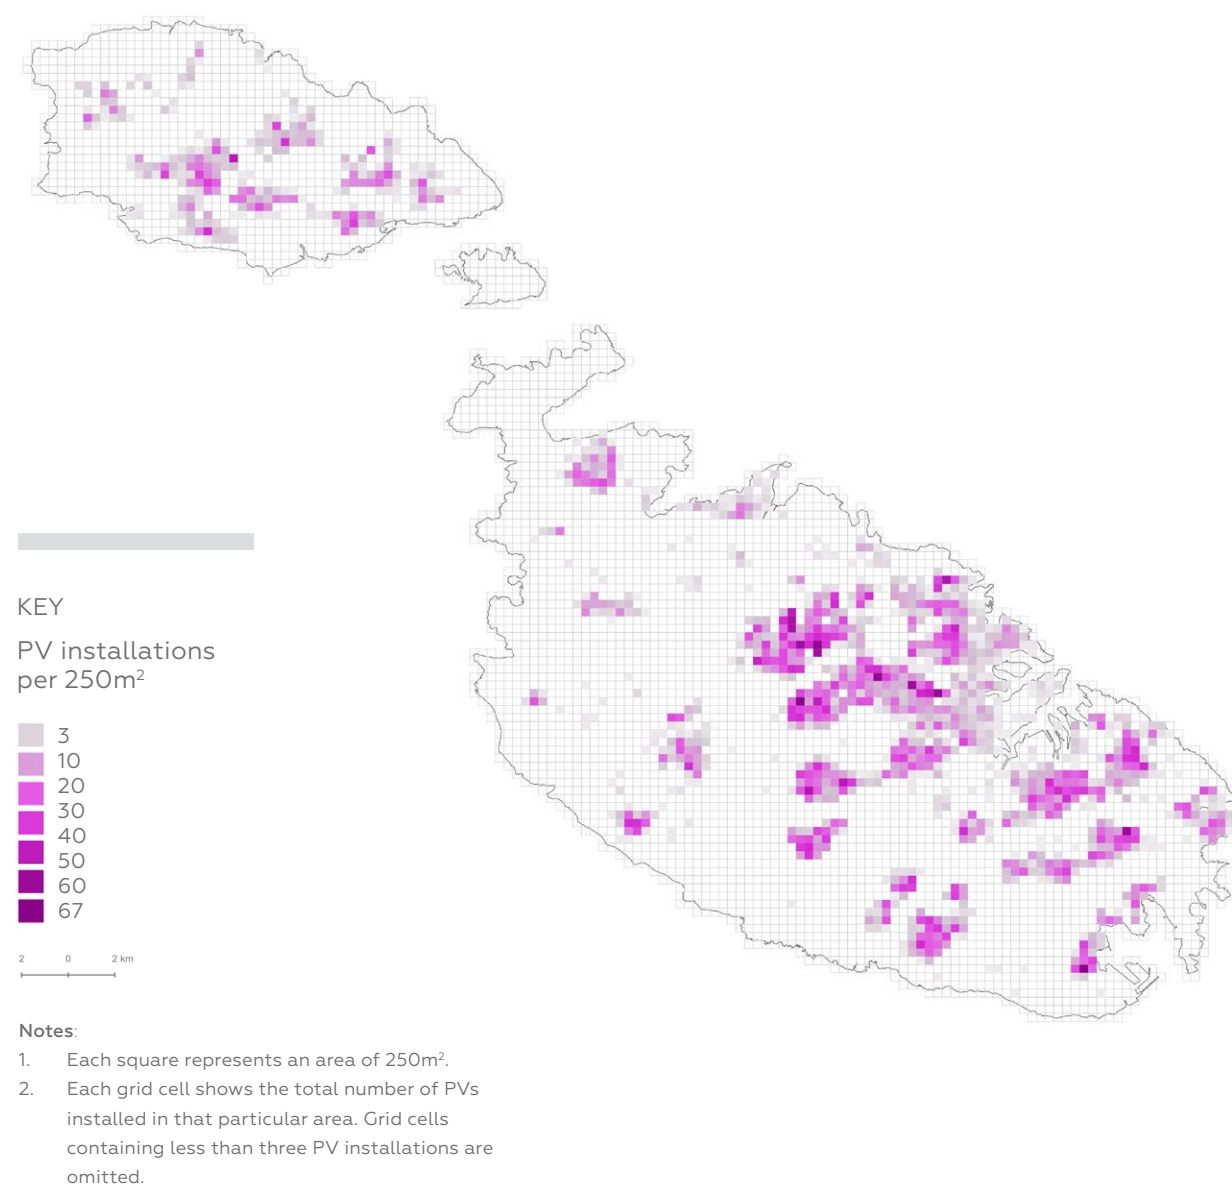 KEY
PV installations
per 250m²
3
10
20
30
40
50
60
67
2 0 2 km
Notes:
1. Each square represents an area of 250m².
2. Each grid cell shows the total number of PVs
installed in that particular area. Grid cells
containing less than three PV installations are
omitted.